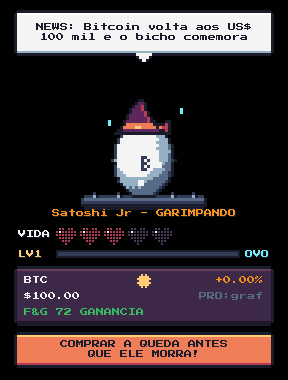 NEWS: Bitcoin volta aos US$
100 mil e o bicho comemora
B
Satoshi Jr - GARIMPANDO
VIDA
LV1 OVO
BTC +0.00%
$100.00 PRO:graf
F&G 72 GANANCIA
COMPRAR A QUEDA ANTES
QUE ELE MORRA!